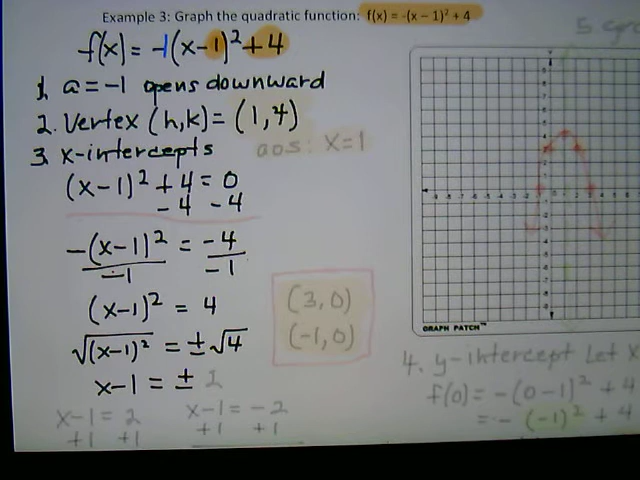 Example 3: Graph the quadratic function: f(x) = -(x − 1)² + 4
f(x) = -1(x-1)² + 4
1. a = -1 opens downward
2. Vertex (h,k) = (1,4)
3. x-intercepts aos: x=1
(x-1)² + 4 = 0
-4 -4
-(x-1)² = -4
-1 -1
(x-1)² = 4
√(x-1)² = ±√4
x-1 = ± 2
x-1 = 2 x-1 = -2
+1 +1 +1 +1
(3,0)
(-1,0)
GRAPH PATCH™
4. y-intercept Let x
f(0) = -(0-1)² + 4
= - (-1)² + 4